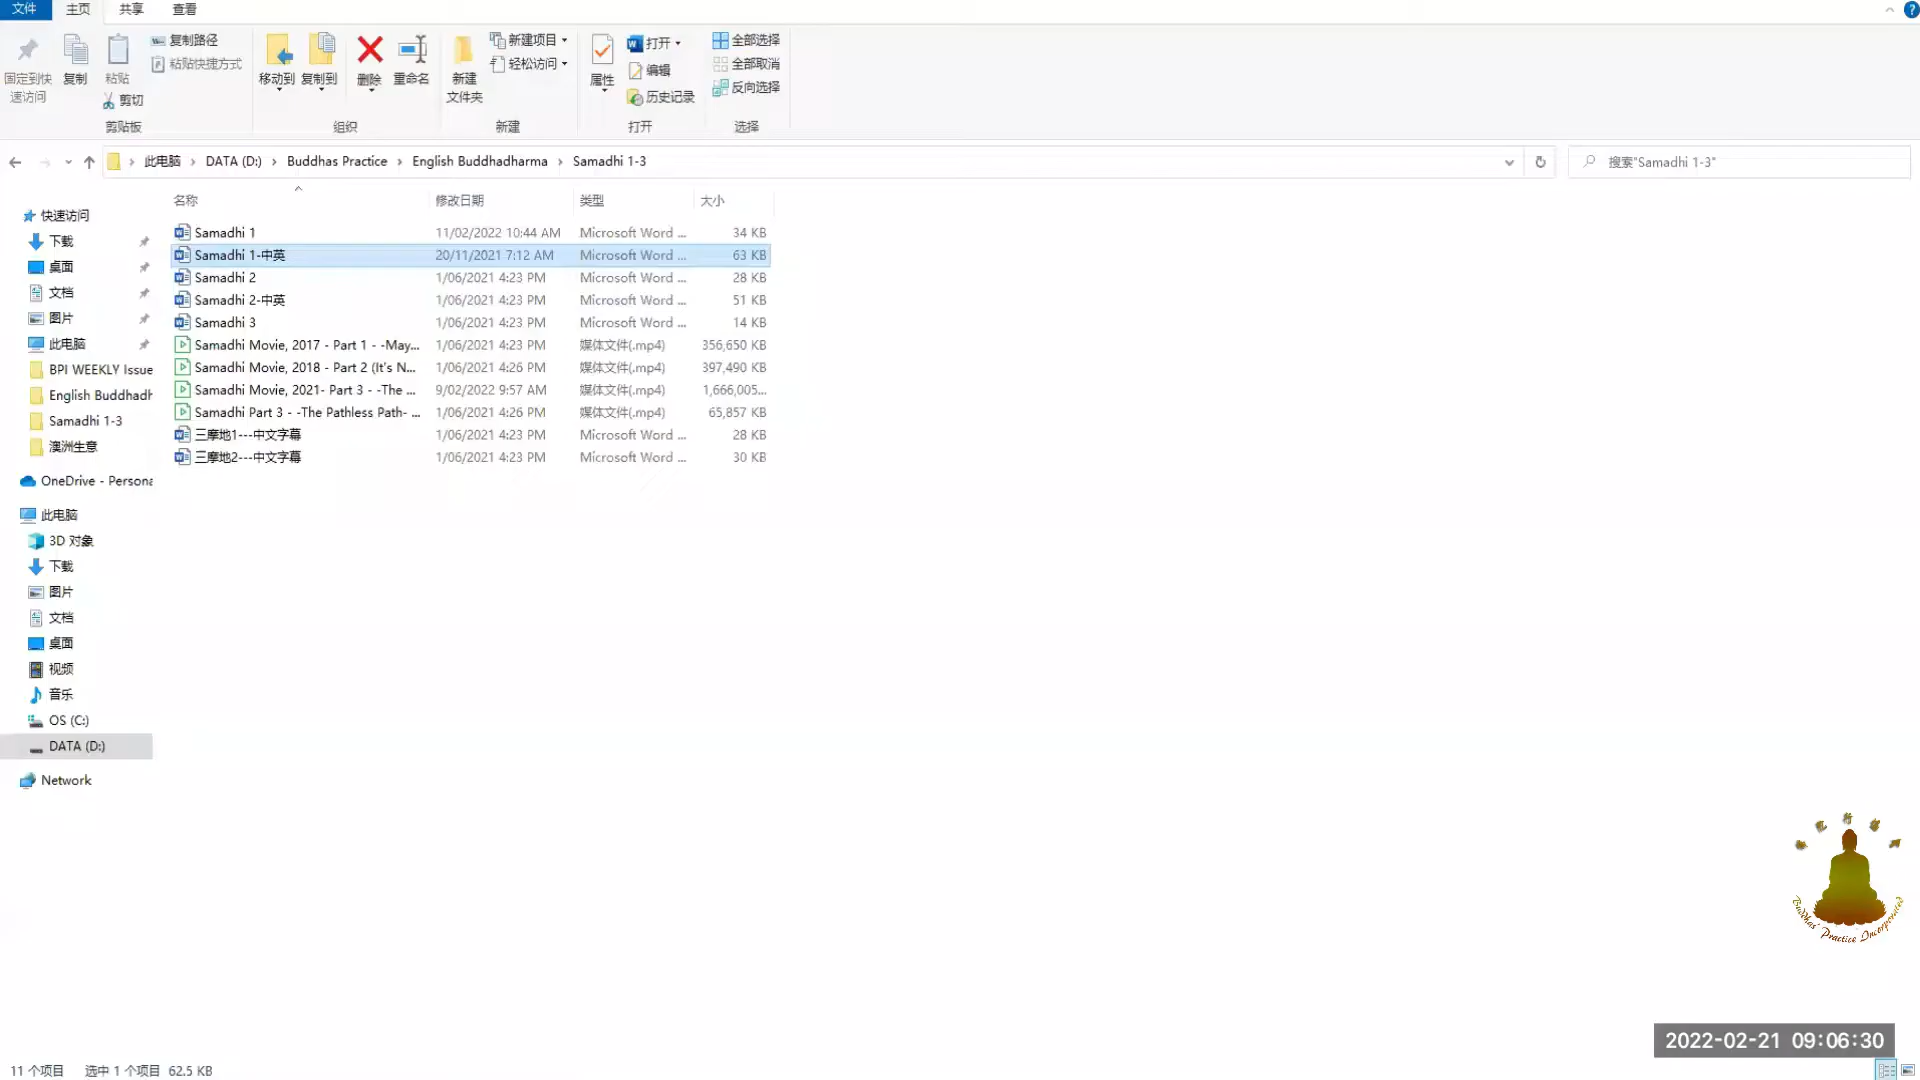 文件 主页 共享 查看
固定到快速访问
复制
粘贴
复制路径
粘贴快捷方式
剪切
剪贴板
移动到
复制到
删除
重命名
组织
新建文件夹
新建项目
轻松访问
新建
属性
打开
编辑
历史记录
打开
全部选择
全部取消
反向选择
选择
此电脑 › DATA (D:) › Buddhas Practice › English Buddhadharma › Samadhi 1-3
搜索"Samadhi 1-3"
名称 修改日期 类型 大小
Samadhi 1 11/02/2022 10:44 AM Microsoft Word ... 34 KB
Samadhi 1-中英 20/11/2021 7:12 AM Microsoft Word ... 63 KB
Samadhi 2 1/06/2021 4:23 PM Microsoft Word ... 28 KB
Samadhi 2-中英 1/06/2021 4:23 PM Microsoft Word ... 51 KB
Samadhi 3 1/06/2021 4:23 PM Microsoft Word ... 14 KB
Samadhi Movie, 2017 - Part 1 - -May... 1/06/2021 4:23 PM 媒体文件(.mp4) 356,650 KB
Samadhi Movie, 2018 - Part 2 (It's N... 1/06/2021 4:26 PM 媒体文件(.mp4) 397,490 KB
Samadhi Movie, 2021- Part 3 - -The ... 9/02/2022 9:57 AM 媒体文件(.mp4) 1,666,005...
Samadhi Part 3 - -The Pathless Path- ... 1/06/2021 4:26 PM 媒体文件(.mp4) 65,857 KB
三摩地1---中文字幕 1/06/2021 4:23 PM Microsoft Word ... 28 KB
三摩地2---中文字幕 1/06/2021 4:23 PM Microsoft Word ... 30 KB
快速访问
下载
桌面
文档
图片
此电脑
BPI WEEKLY Issue
English Buddhadh
Samadhi 1-3
澳洲生意
OneDrive - Persona
此电脑
3D 对象
下载
图片
文档
桌面
视频
音乐
OS (C:)
DATA (D:)
Network
Buddhas' Practice Incorporated
2022-02-21 09:06:30
11 个项目 选中 1 个项目 62.5 KB